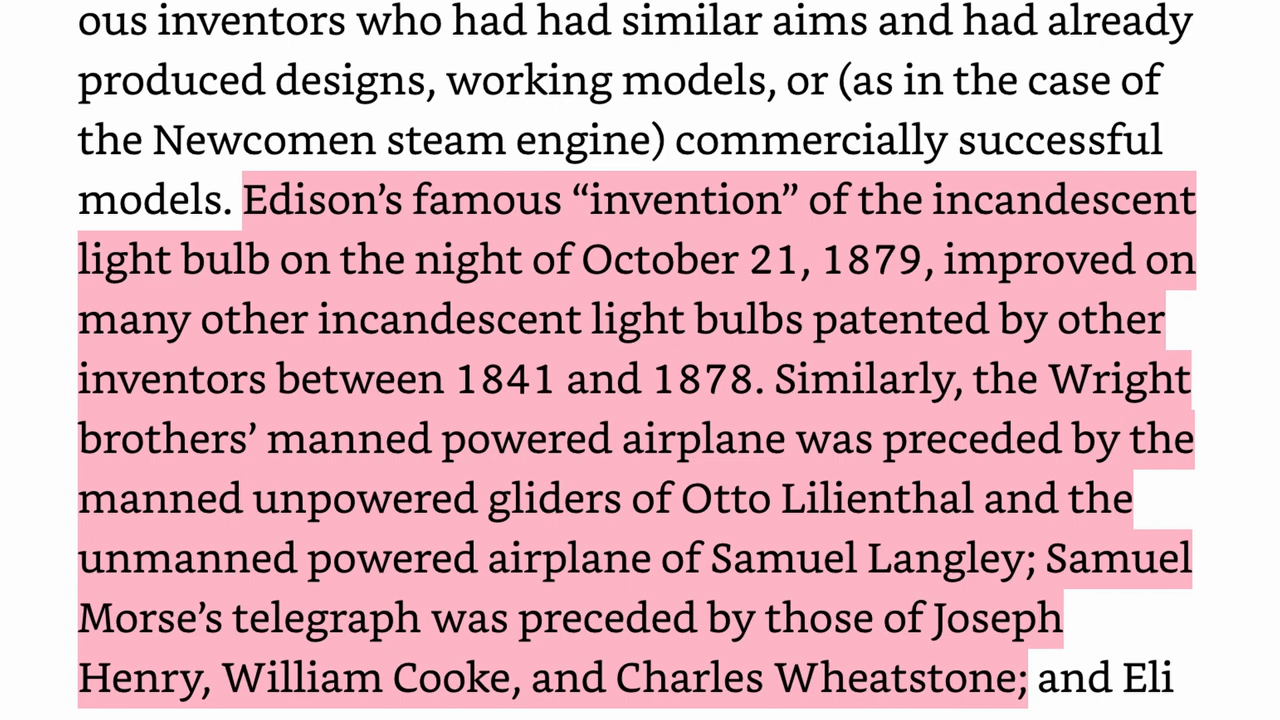 ous inventors who had had similar aims and had already
produced designs, working models, or (as in the case of
the Newcomen steam engine) commercially successful
models. Edison’s famous “invention” of the incandescent
light bulb on the night of October 21, 1879, improved on
many other incandescent light bulbs patented by other
inventors between 1841 and 1878. Similarly, the Wright
brothers’ manned powered airplane was preceded by the
manned unpowered gliders of Otto Lilienthal and the
unmanned powered airplane of Samuel Langley; Samuel
Morse’s telegraph was preceded by those of Joseph
Henry, William Cooke, and Charles Wheatstone; and Eli